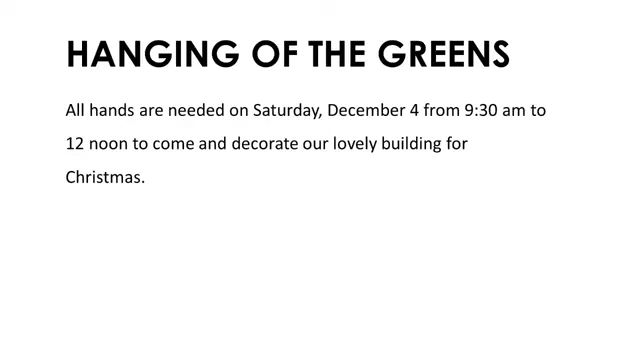 HANGING OF THE GREENS
All hands are needed on Saturday, December 4 from 9:30 am to
12 noon to come and decorate our lovely building for
Christmas.